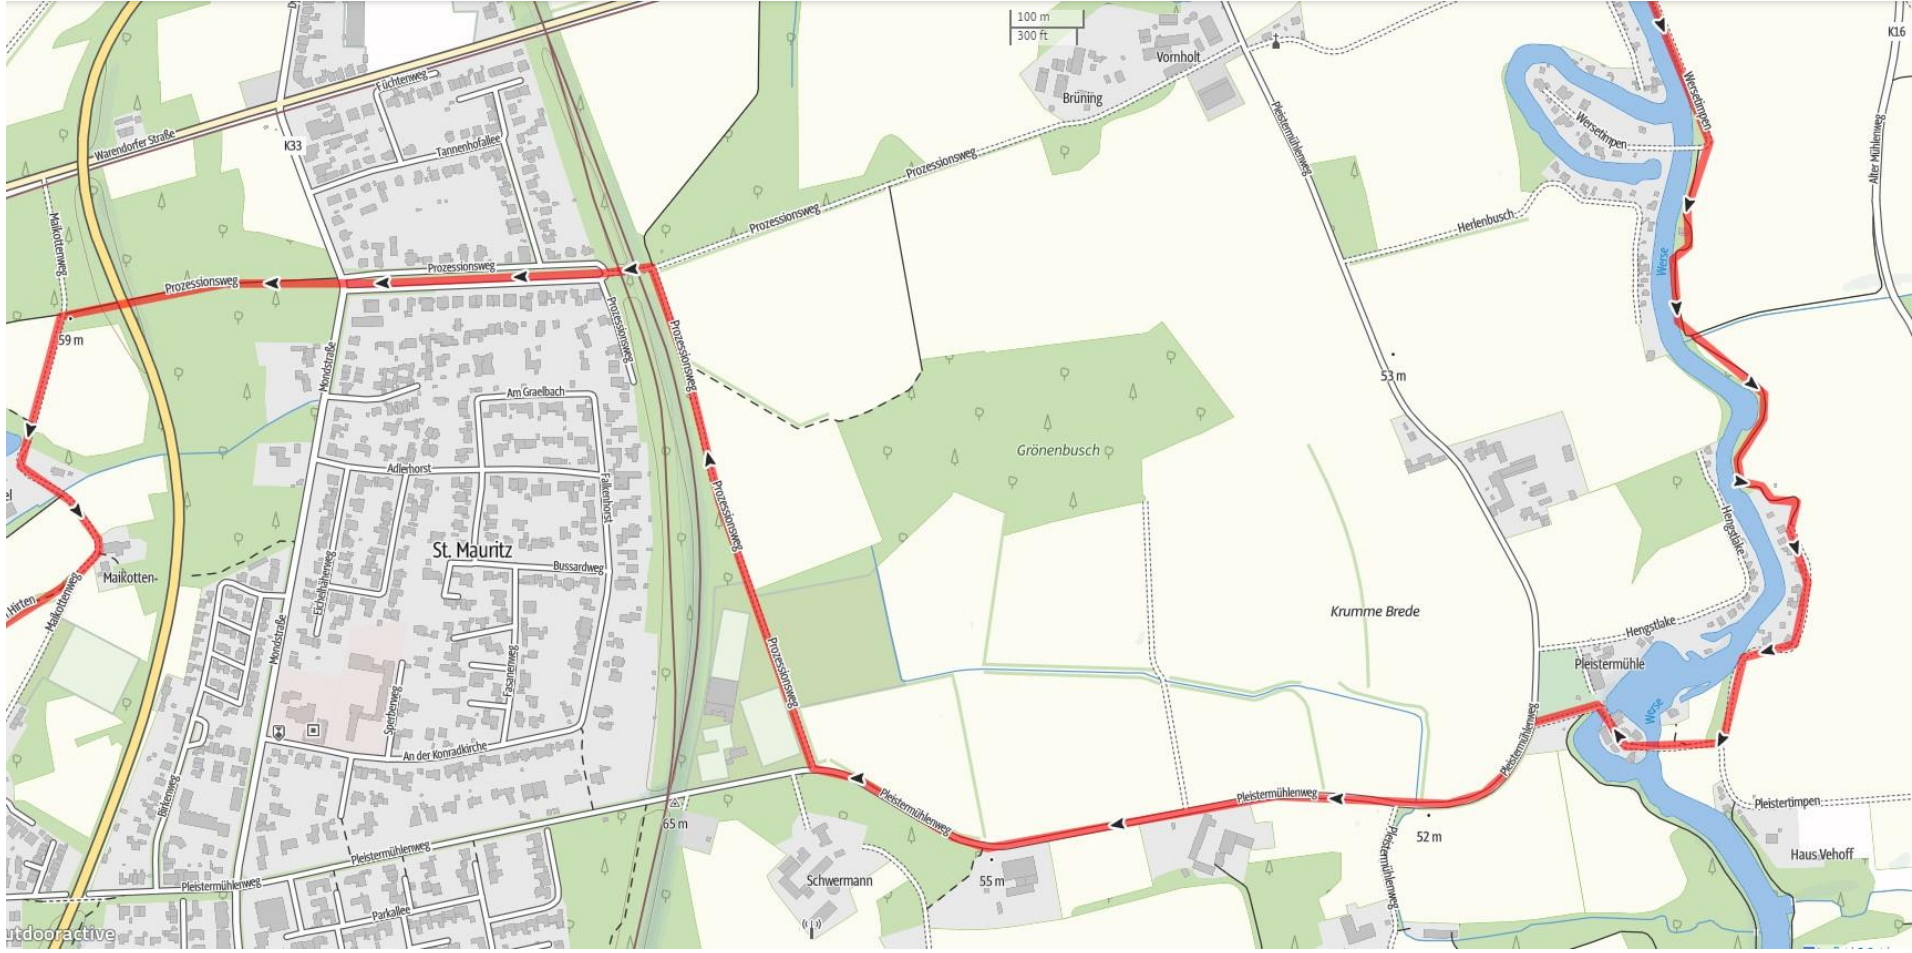 100 m
300 ft
K16
Vornholt
Brüning
Füchtenweg
Warendorfer Straße
K33
Tannenhofallee
Wersetimpen
Wersetimpen
Pleistermühlenweg
Alter Mühlenweg
Prozessionsweg
Prozessionsweg
Maikottenweg
Herlenbusch
Werse
Prozessionsweg
Prozessionsweg
Prozessionsweg
Prozessionsweg
59 m
Mondstraße
53 m
Am Graelbach
Grönenbusch
Adlerhorst
Falkenhorst
Prozessionsweg
Hengstlake
St. Mauritz
Bussardweg
Maikotten
Eichelhäherweg
Hirten
Maikottenweg
Krumme Brede
Mondstraße
Hengstlake
Pleistermühle
Fasanenweg
Prozessionsweg
Sperberweg
Werse
Pleistermühlenweg
An der Konradkirche
Birkenweg
Pleistermühlenweg
Pleistermühlenweg
Pleistertimpen
65 m
52 m
Pleistermühlenweg
Pleistermühlenweg
Haus Vehoff
Schwermann
55 m
Pleistermühlenweg
Parkallee
utdooractive